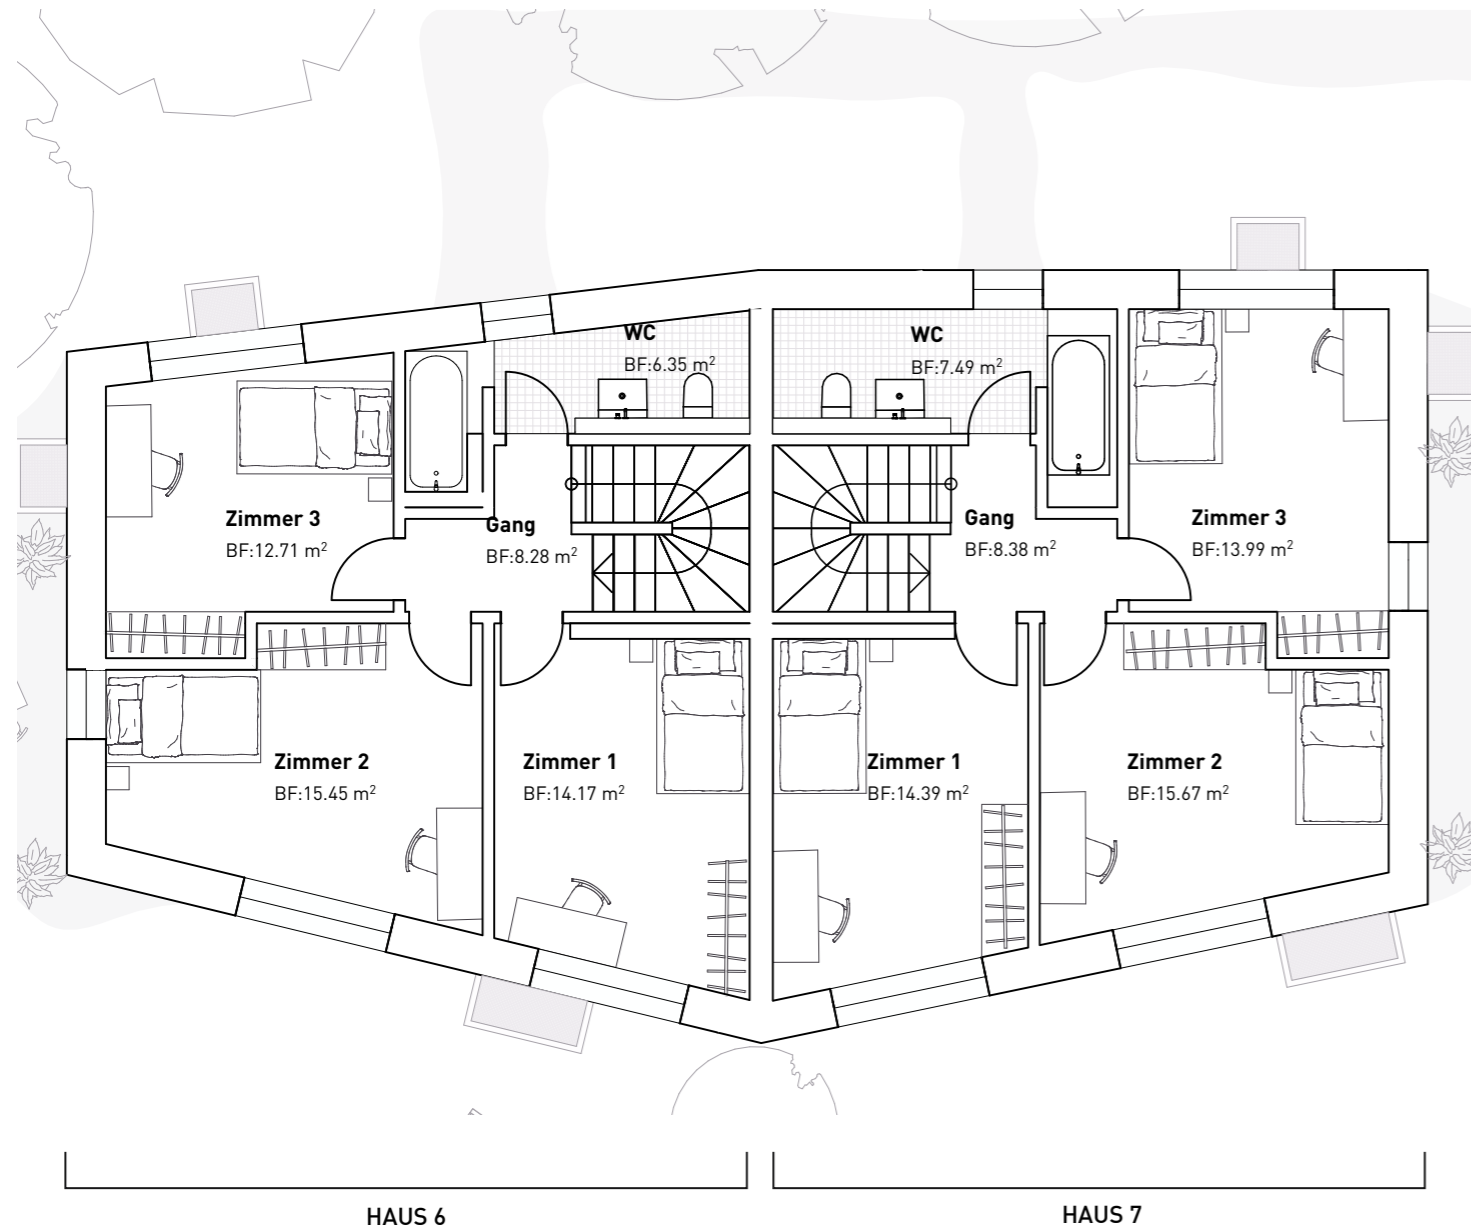 WC
BF:6.35 m²
WC
BF:7.49 m²
Zimmer 3
BF:12.71 m²
Gang
BF:8.28 m²
Gang
BF:8.38 m²
Zimmer 3
BF:13.99 m²
Zimmer 2
BF:15.45 m²
Zimmer 1
BF:14.17 m²
Zimmer 1
BF:14.39 m²
Zimmer 2
BF:15.67 m²
HAUS 6
HAUS 7